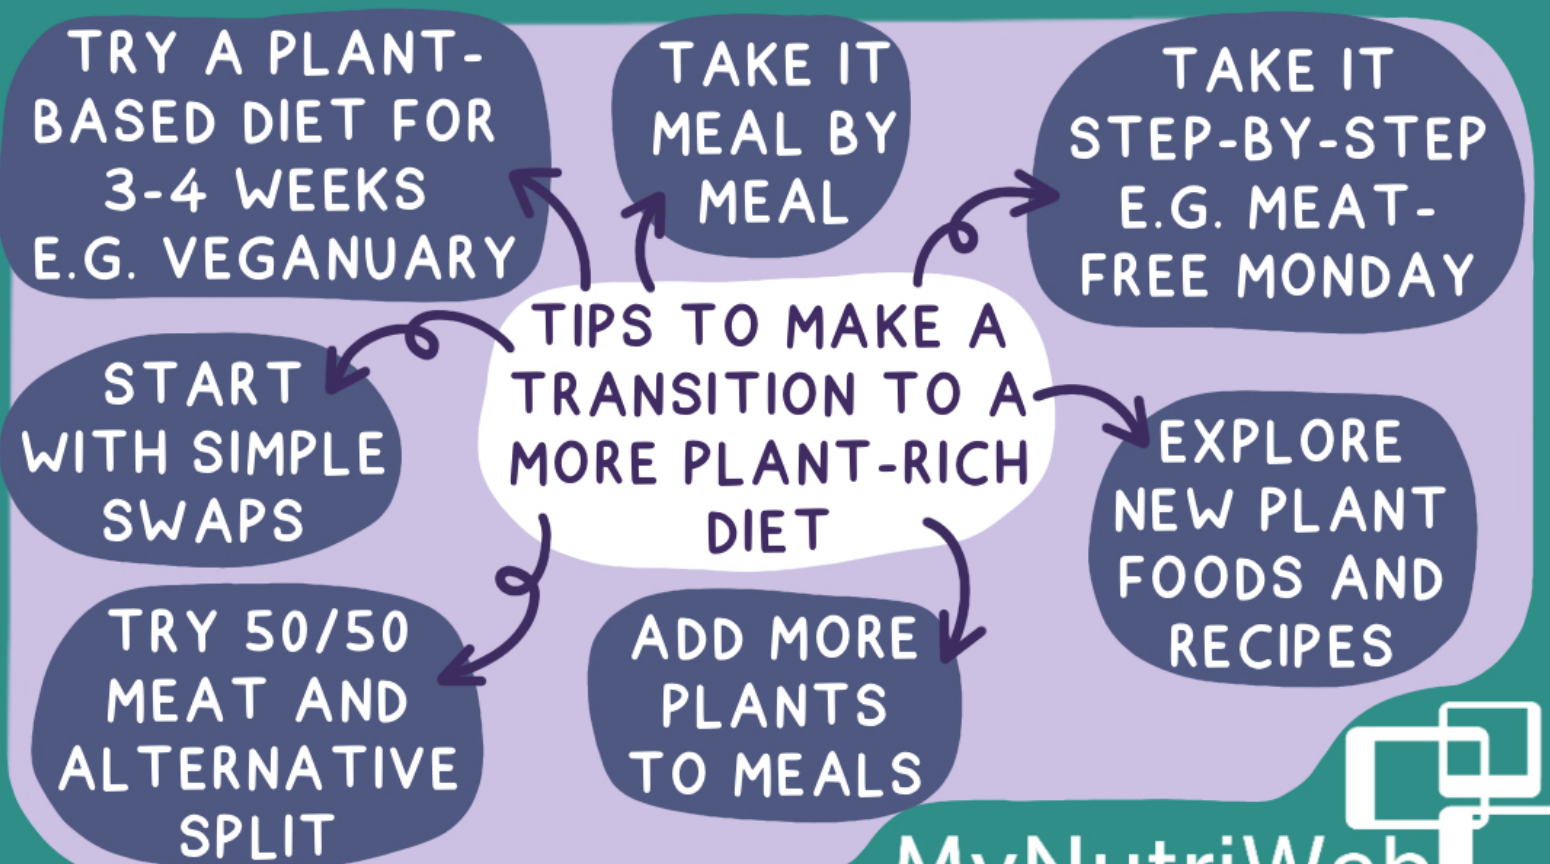 TRY A PLANT-
BASED DIET FOR
3-4 WEEKS
E.G. VEGANUARY
TAKE IT
MEAL BY
MEAL
TAKE IT
STEP-BY-STEP
E.G. MEAT-
FREE MONDAY
TIPS TO MAKE A
TRANSITION TO A
MORE PLANT-RICH
DIET
START
WITH SIMPLE
SWAPS
EXPLORE
NEW PLANT
FOODS AND
RECIPES
TRY 50/50
MEAT AND
ALTERNATIVE
SPLIT
ADD MORE
PLANTS
TO MEALS
MyNutriWeb